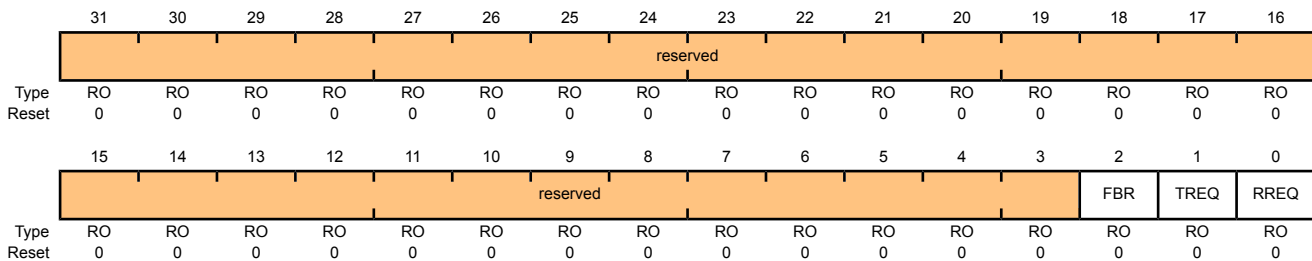 31 30 29 28 27 26 25 24 23 22 21 20 19 18 17 16
reserved
Type RO RO RO RO RO RO RO RO RO RO RO RO RO RO RO RO
Reset 0 0 0 0 0 0 0 0 0 0 0 0 0 0 0 0
15 14 13 12 11 10 9 8 7 6 5 4 3 2 1 0
reserved FBR TREQ RREQ
Type RO RO RO RO RO RO RO RO RO RO RO RO RO RO RO RO
Reset 0 0 0 0 0 0 0 0 0 0 0 0 0 0 0 0